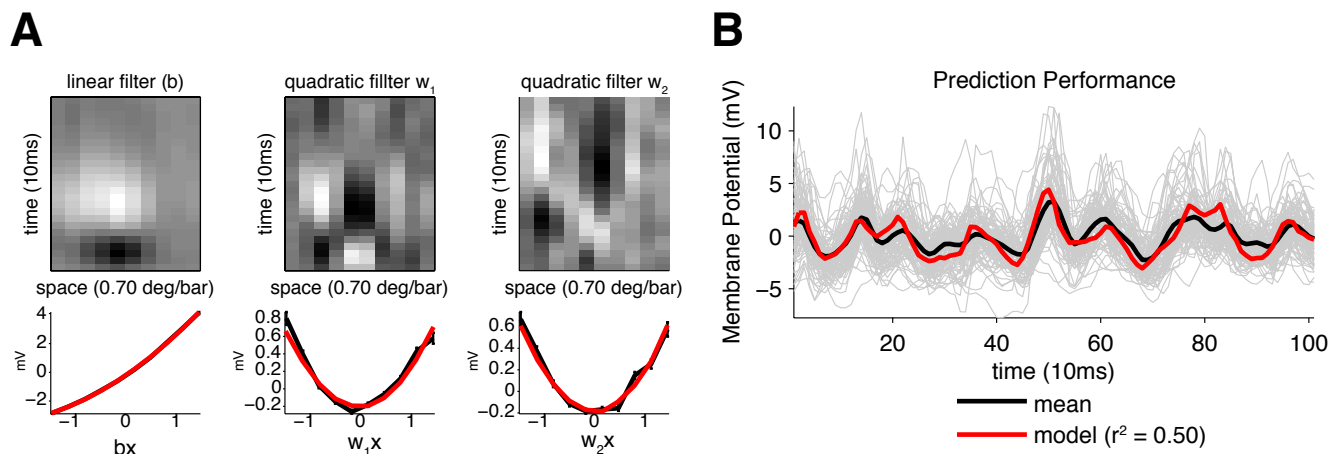 A
linear filter (b)
time (10ms)
space (0.70 deg/bar)
4
2
0
−2
mV
−1
0
1
bx
quadratic fillter w1
time (10ms)
space (0.70 deg/bar)
0.8
0.6
0.4
0.2
0
−0.2
mV
−1
0
1
w1x
quadratic filter w2
time (10ms)
space (0.70 deg/bar)
0.6
0.4
0.2
0
−0.2
mV
−1
0
1
w2x
B
Prediction Performance
Membrane Potential (mV)
10
5
0
−5
20
40
60
80
100
time (10ms)
mean
model (r² = 0.50)